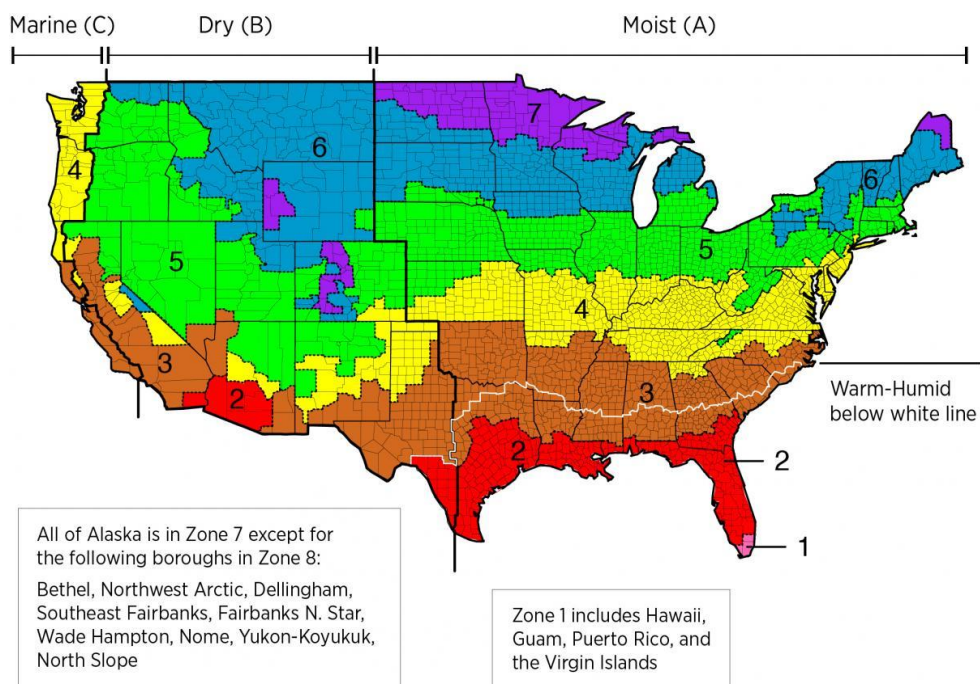 Marine (C)
Dry (B)
Moist (A)
7
6
4
6
5
5
4
3
3
2
2
Warm-Humid
below white line
2
1
All of Alaska is in Zone 7 except for
the following boroughs in Zone 8:
Bethel, Northwest Arctic, Dellingham,
Southeast Fairbanks, Fairbanks N. Star,
Wade Hampton, Nome, Yukon-Koyukuk,
North Slope
Zone 1 includes Hawaii,
Guam, Puerto Rico, and
the Virgin Islands